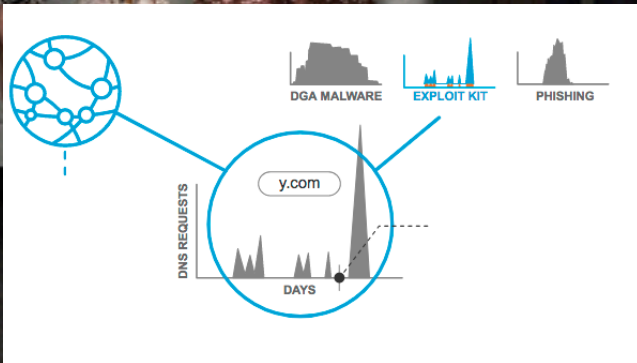 DGA MALWARE
EXPLOIT KIT
PHISHING
y.com
DNS REQUESTS
DAYS